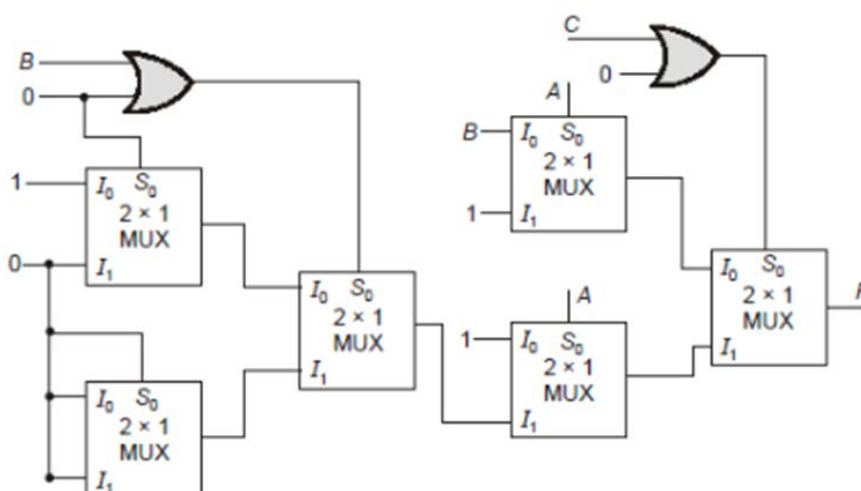 B
0
1
I₀ S₀
2 × 1
MUX
I₁
0
I₀ S₀
2 × 1
MUX
I₁
I₀ S₀
2 × 1
MUX
I₁
C
0
A
B
I₀ S₀
2 × 1
MUX
1
I₁
A
1
I₀ S₀
2 × 1
MUX
I₁
I₀ S₀
2 × 1
MUX
I₁